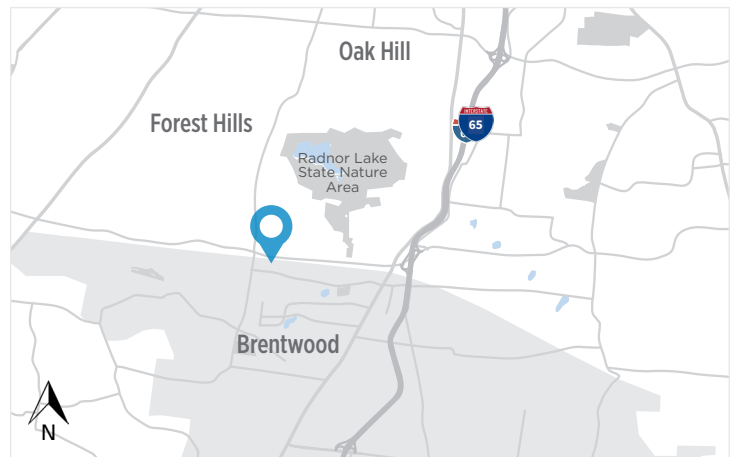 Oak Hill
Forest Hills
INTERSTATE
65
Radnor Lake
State Nature
Area
Brentwood
N